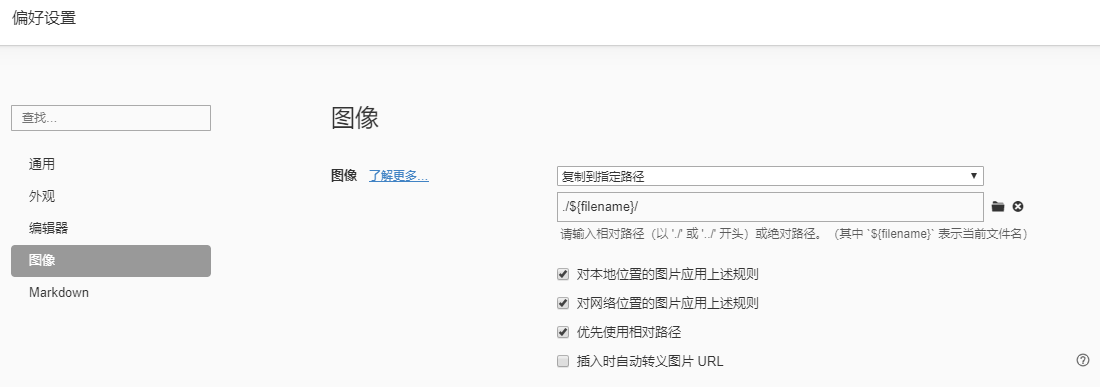 偏好设置
查找...
通用
外观
编辑器
图像
Markdown
图像
图像 了解更多...
复制到指定路径
./${filename}/
请输入相对路径（以 './' 或 '../' 开头）或绝对路径。（其中 `${filename}` 表示当前文件名）
对本地位置的图片应用上述规则
对网络位置的图片应用上述规则
优先使用相对路径
插入时自动转义图片 URL